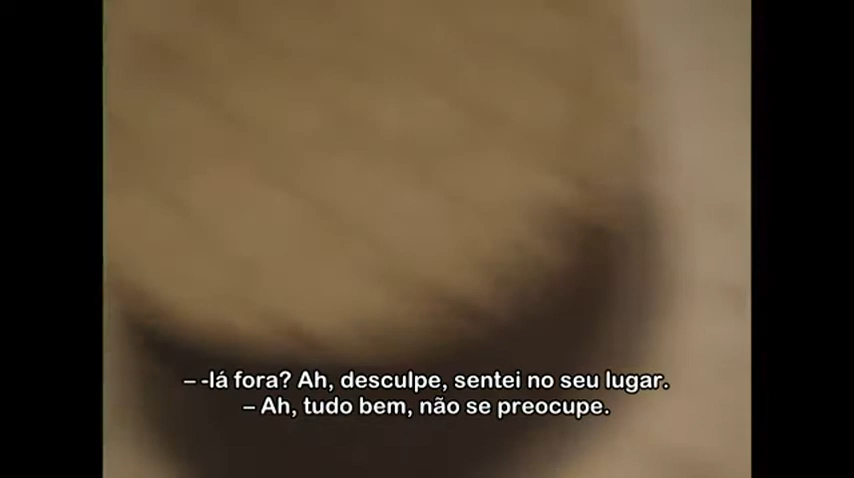 – -lá fora? Ah, desculpe, sentei no seu lugar.
– Ah, tudo bem, não se preocupe.